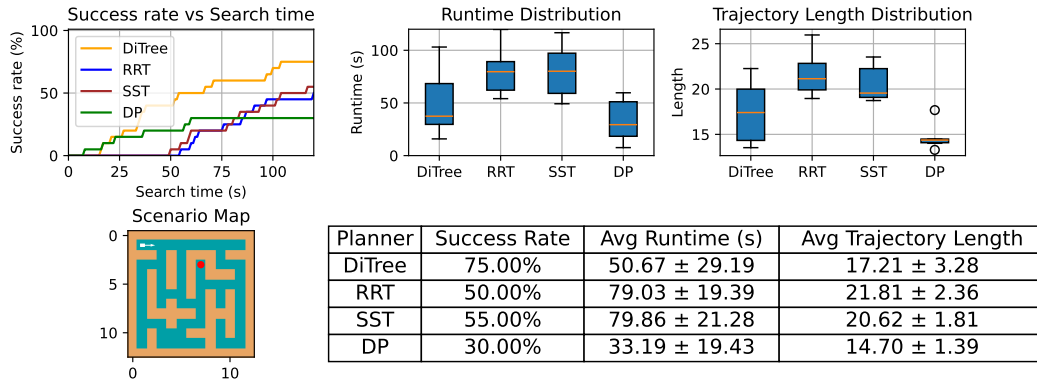 Success rate vs Search time
Success rate (%)
100
50
0
DiTree
RRT
SST
DP
0 25 50 75 100
Search time (s)
Runtime Distribution
Runtime (s)
100
50
0
DiTree RRT SST DP
Trajectory Length Distribution
Length
25
20
15
DiTree RRT SST DP
Scenario Map
0
5
10
0 10
Planner Success Rate Avg Runtime (s) Avg Trajectory Length
DiTree 75.00% 50.67 ± 29.19 17.21 ± 3.28
RRT 50.00% 79.03 ± 19.39 21.81 ± 2.36
SST 55.00% 79.86 ± 21.28 20.62 ± 1.81
DP 30.00% 33.19 ± 19.43 14.70 ± 1.39